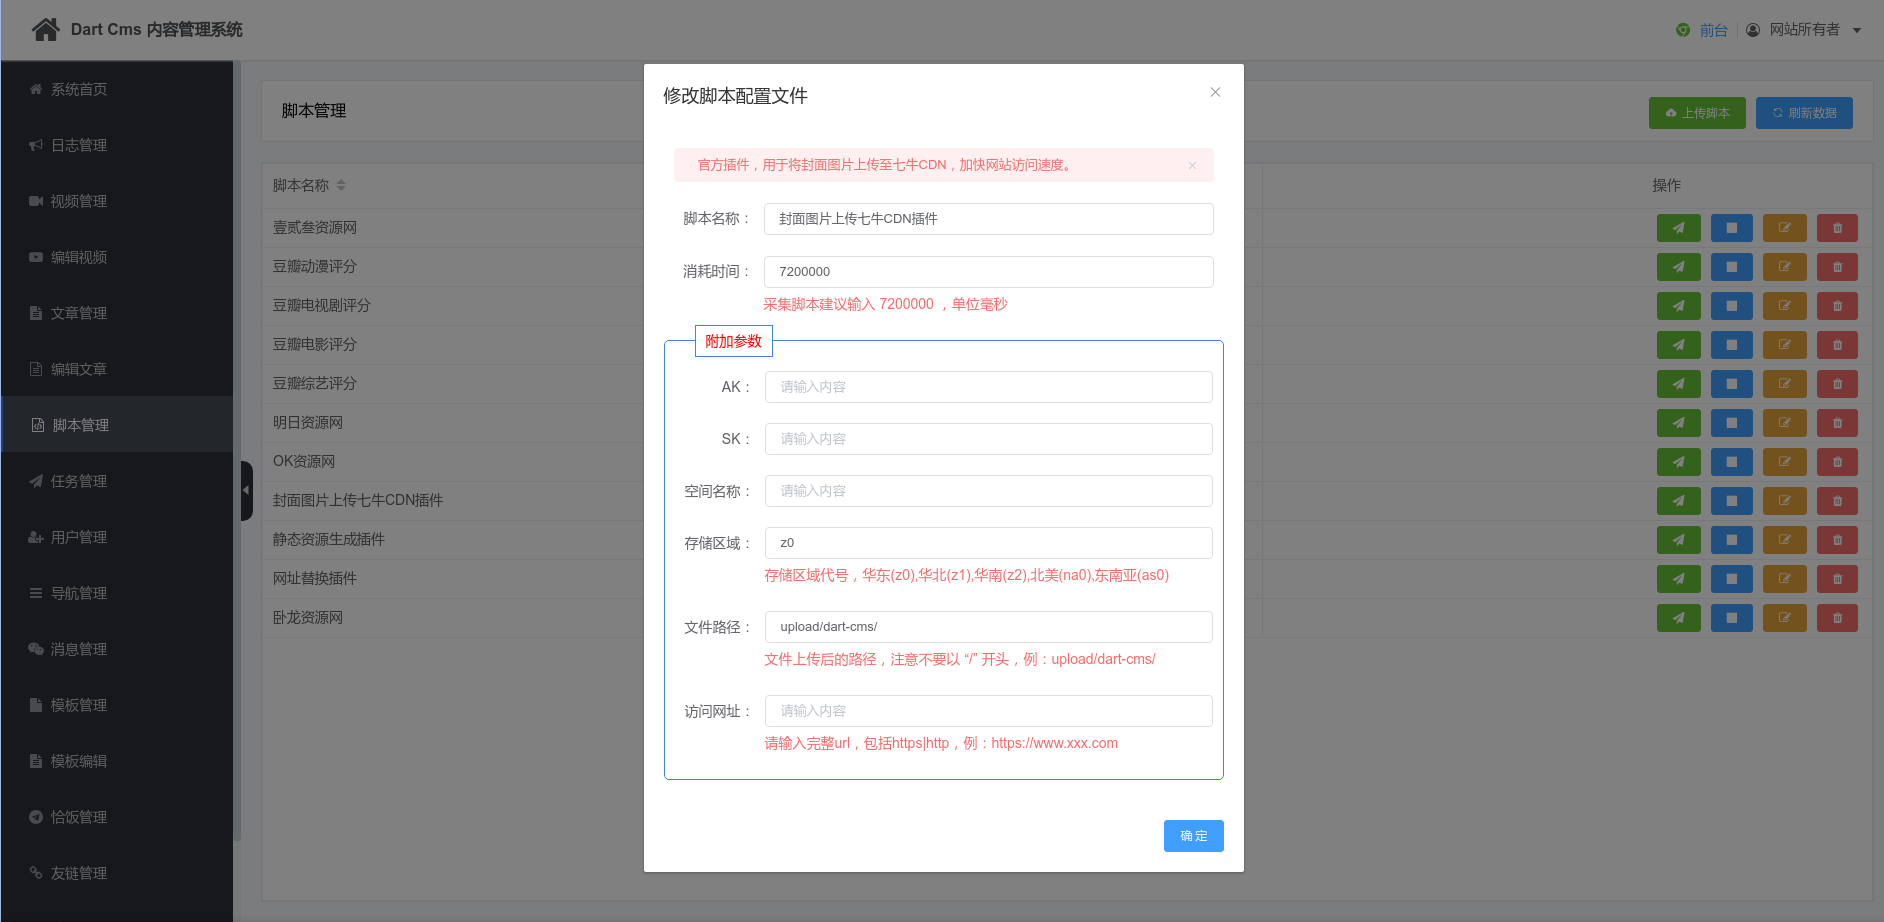 Dart Cms 内容管理系统
前台
网站所有者
系统首页
日志管理
视频管理
编辑视频
文章管理
编辑文章
脚本管理
任务管理
用户管理
导航管理
消息管理
模板管理
模板编辑
恰饭管理
友链管理
脚本管理
上传脚本
刷新数据
脚本名称
操作
壹贰叁资源网
豆瓣动漫评分
豆瓣电视剧评分
豆瓣电影评分
豆瓣综艺评分
明日资源网
OK资源网
封面图片上传七牛CDN插件
静态资源生成插件
网址替换插件
卧龙资源网
修改脚本配置文件
官方插件，用于将封面图片上传至七牛CDN，加快网站访问速度。
脚本名称： 封面图片上传七牛CDN插件
消耗时间： 7200000
采集脚本建议输入 7200000 ，单位毫秒
附加参数
AK： 请输入内容
SK： 请输入内容
空间名称： 请输入内容
存储区域： z0
存储区域代号，华东(z0),华北(z1),华南(z2),北美(na0),东南亚(as0)
文件路径： upload/dart-cms/
文件上传后的路径，注意不要以 “/” 开头，例：upload/dart-cms/
访问网址： 请输入内容
请输入完整url，包括https|http，例：https://www.xxx.com
确 定